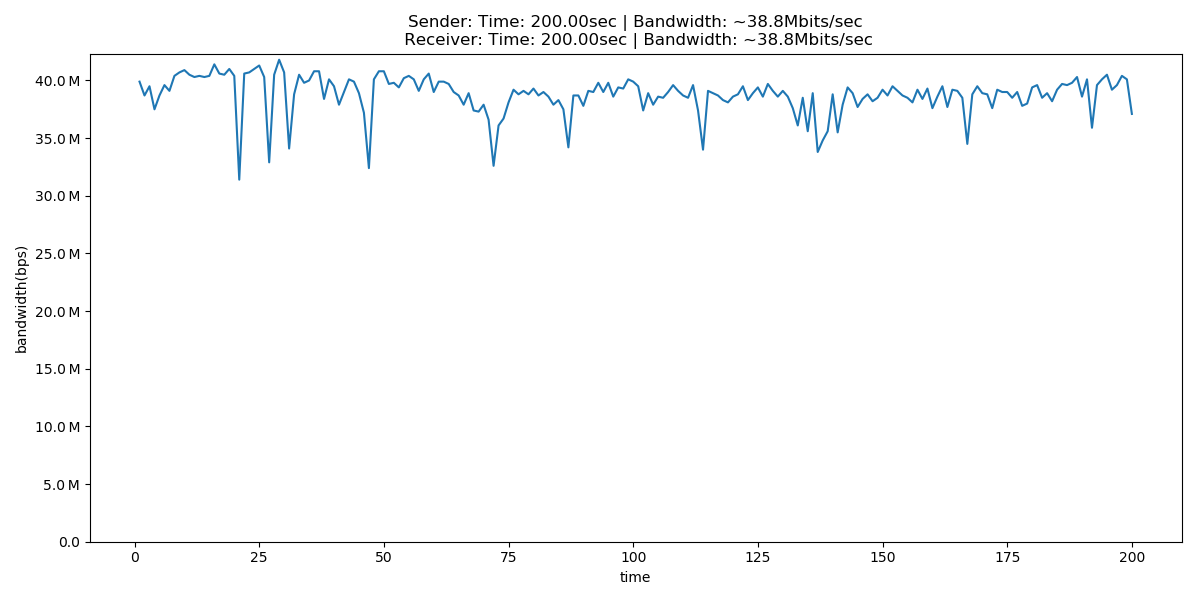 Sender: Time: 200.00sec | Bandwidth: ~38.8Mbits/sec
Receiver: Time: 200.00sec | Bandwidth: ~38.8Mbits/sec
bandwidth(bps)
40.0 M
35.0 M
30.0 M
25.0 M
20.0 M
15.0 M
10.0 M
5.0 M
0.0
0 25 50 75 100 125 150 175 200
time